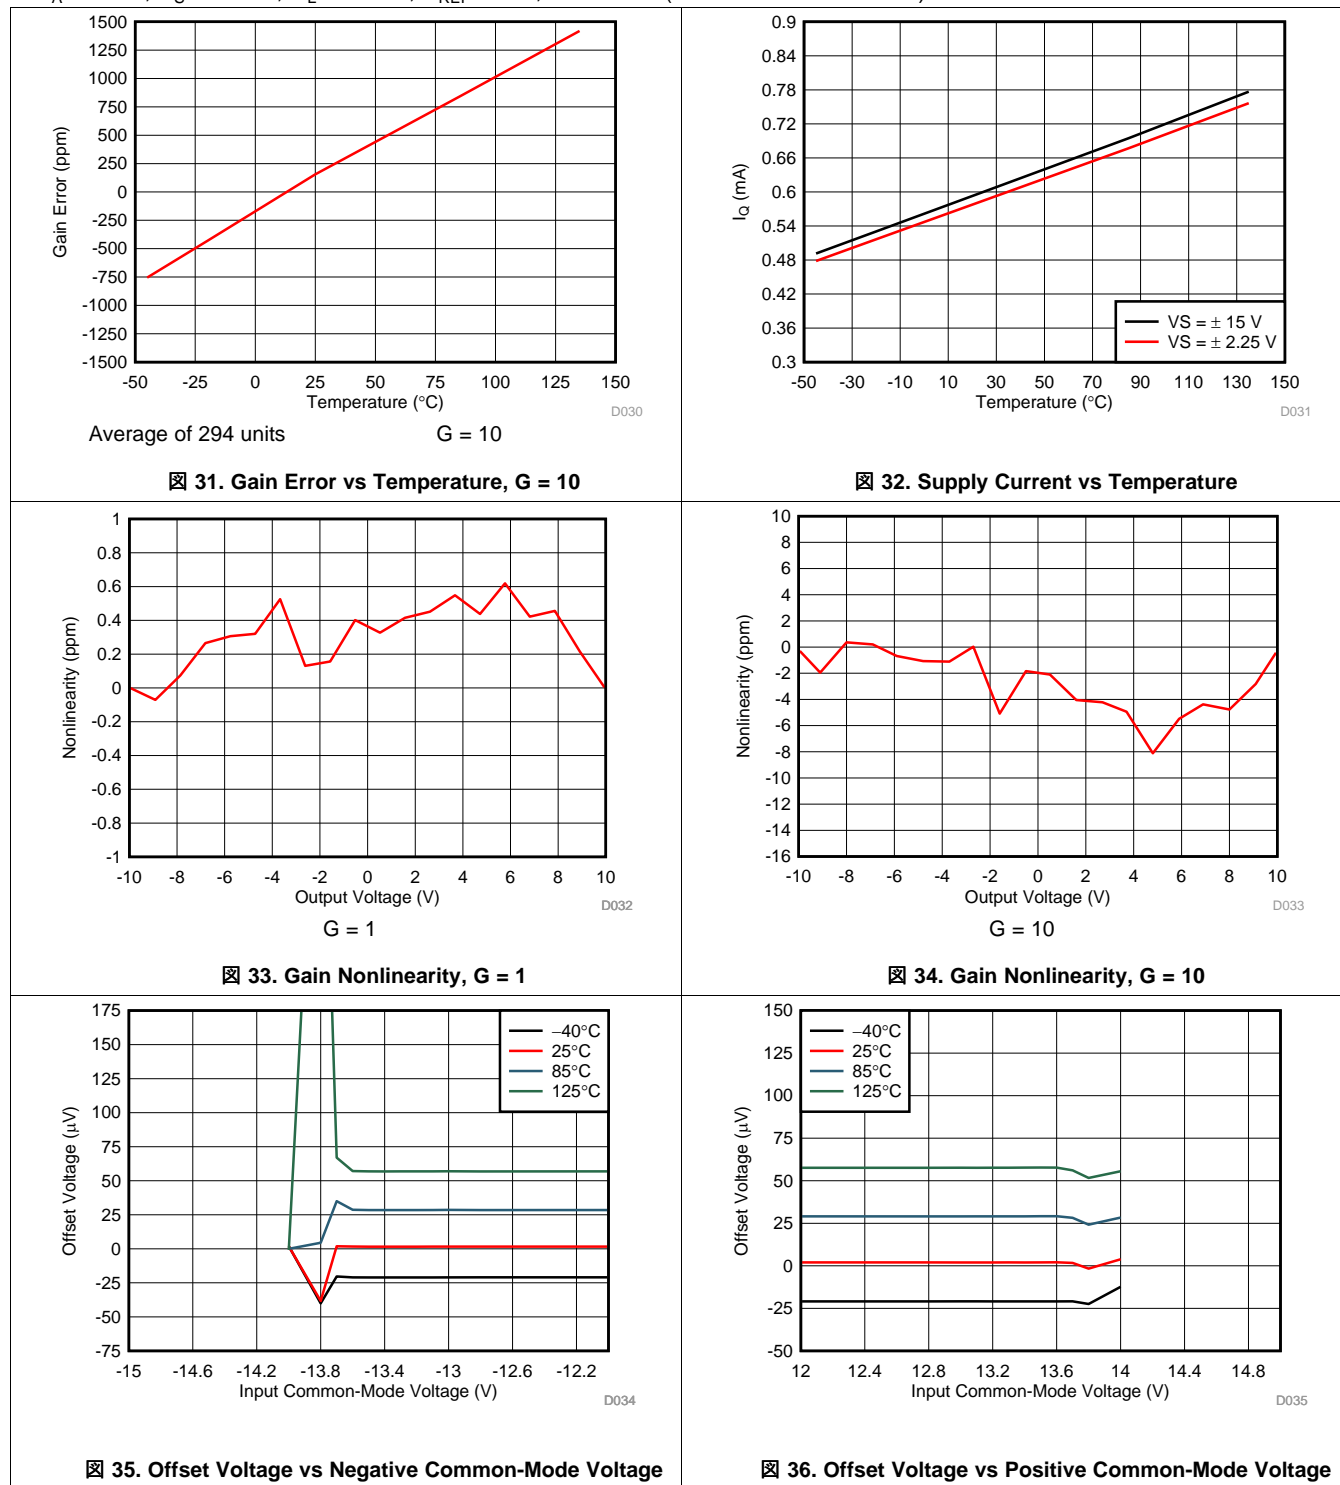 1500
1250
1000
750
500
250
0
-250
-500
-750
-1000
-1250
-1500
Gain Error (ppm)
-50 -25 0 25 50 75 100 125 150
Temperature (°C)
D030
Average of 294 units G = 10
図 31. Gain Error vs Temperature, G = 10
0.9
0.84
0.78
0.72
0.66
0.6
0.54
0.48
0.42
0.36
0.3
IQ (mA)
VS = ± 15 V
VS = ± 2.25 V
-50 -30 -10 10 30 50 70 90 110 130 150
Temperature (°C)
D031
図 32. Supply Current vs Temperature
1
0.8
0.6
0.4
0.2
0
-0.2
-0.4
-0.6
-0.8
-1
Nonlinearity (ppm)
-10 -8 -6 -4 -2 0 2 4 6 8 10
Output Voltage (V)
D032
G = 1
図 33. Gain Nonlinearity, G = 1
10
8
6
4
2
0
-2
-4
-6
-8
-10
-12
-14
-16
Nonlinearity (ppm)
-10 -8 -6 -4 -2 0 2 4 6 8 10
Output Voltage (V)
D033
G = 10
図 34. Gain Nonlinearity, G = 10
175
150
125
100
75
50
25
0
-25
-50
-75
Offset Voltage (µV)
–40°C
25°C
85°C
125°C
-15 -14.6 -14.2 -13.8 -13.4 -13 -12.6 -12.2
Input Common-Mode Voltage (V)
D034
図 35. Offset Voltage vs Negative Common-Mode Voltage
150
125
100
75
50
25
0
-25
-50
Offset Voltage (µV)
–40°C
25°C
85°C
125°C
12 12.4 12.8 13.2 13.6 14 14.4 14.8
Input Common-Mode Voltage (V)
D035
図 36. Offset Voltage vs Positive Common-Mode Voltage